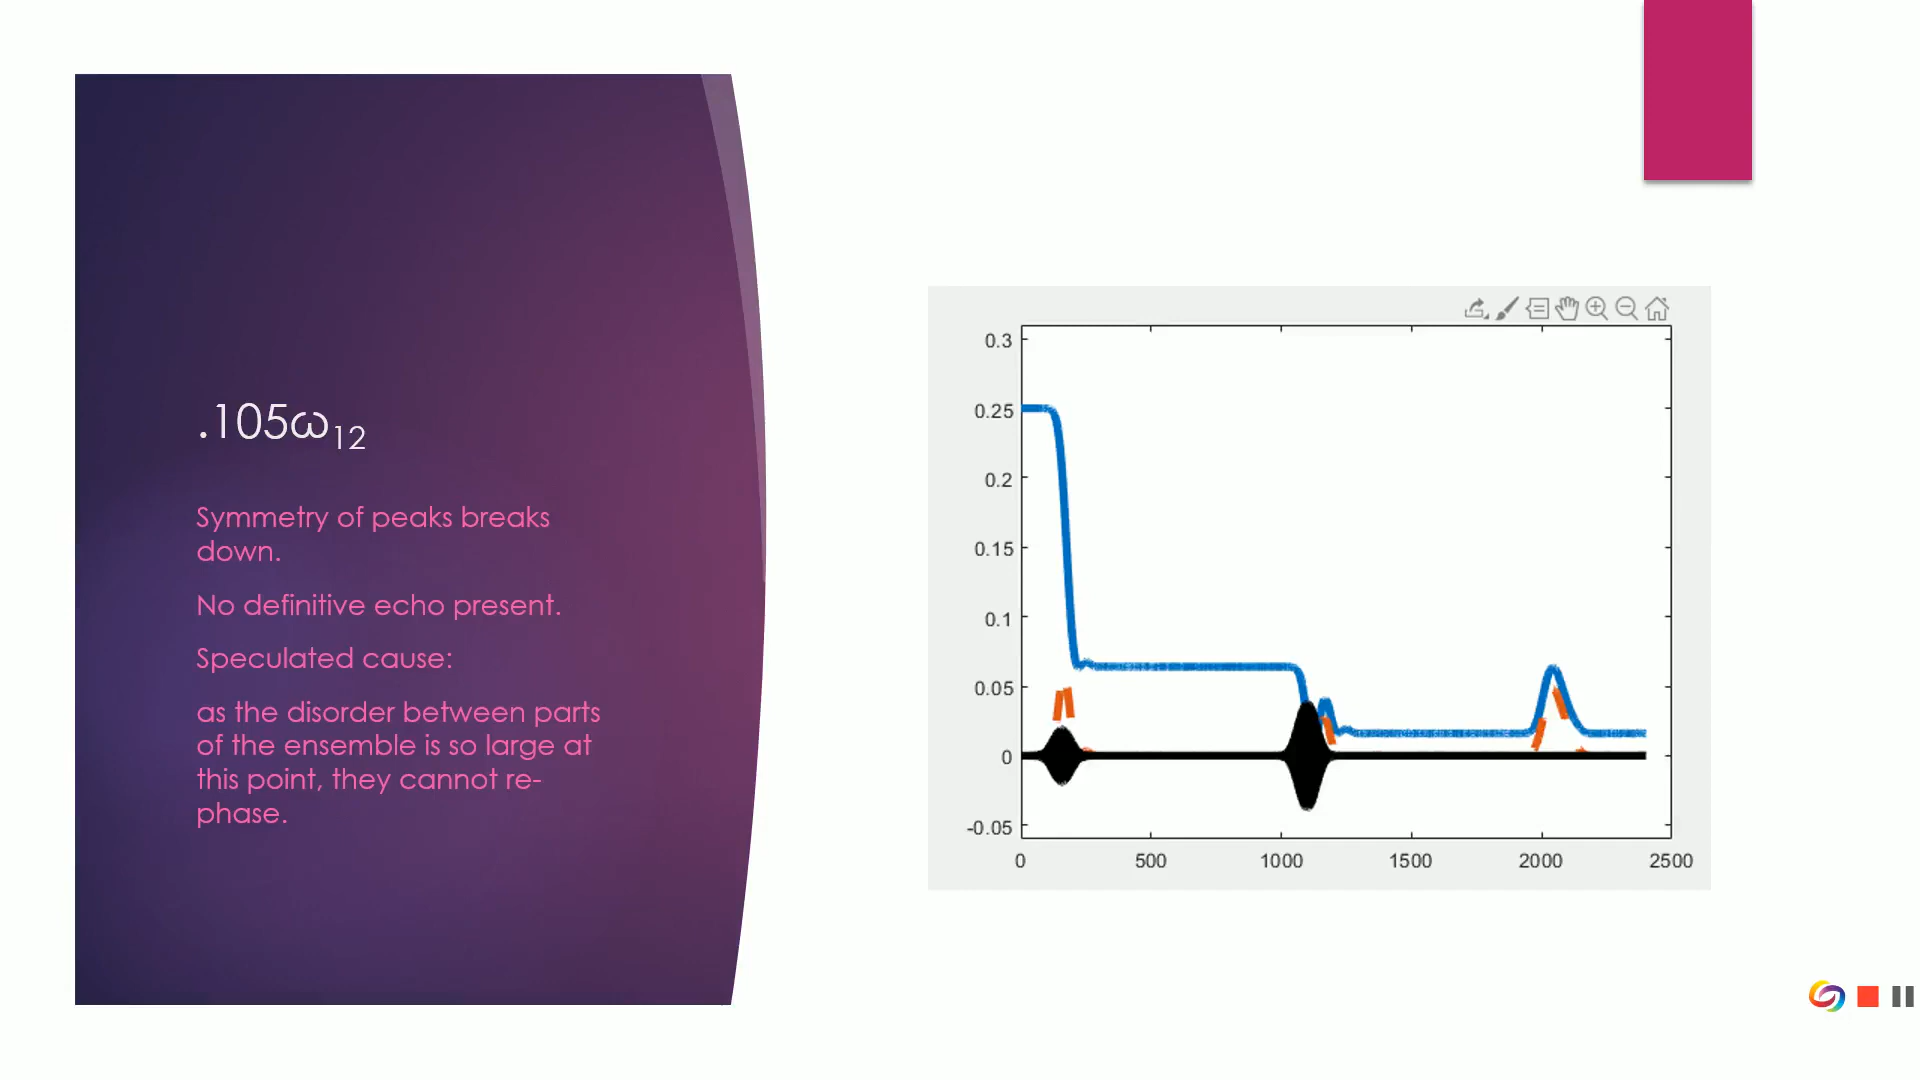 .105ω₁₂
Symmetry of peaks breaks
down.
No definitive echo present.
Speculated cause:
as the disorder between parts
of the ensemble is so large at
this point, they cannot re-
phase.
0.3
0.25
0.2
0.15
0.1
0.05
0
-0.05
0 500 1000 1500 2000 2500